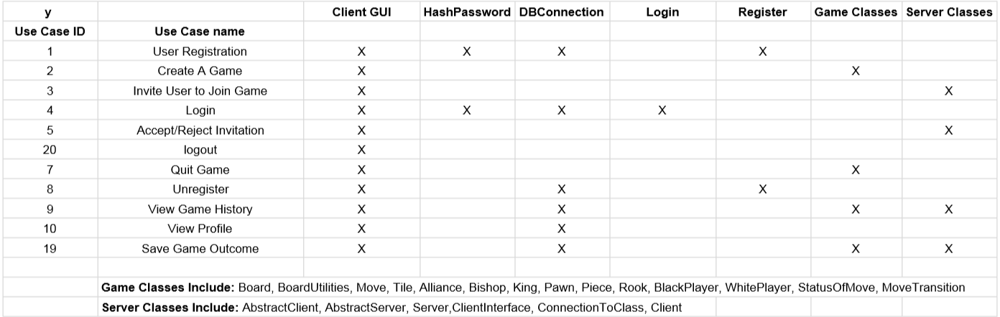 y Client GUI HashPassword DBConnection Login Register Game Classes Server Classes
Use Case ID Use Case name
1 User Registration X X X X
2 Create A Game X X
3 Invite User to Join Game X X
4 Login X X X X
5 Accept/Reject Invitation X X
20 logout X
7 Quit Game X X
8 Unregister X X X
9 View Game History X X X X
10 View Profile X X
19 Save Game Outcome X X X X
Game Classes Include: Board, BoardUtilities, Move, Tile, Alliance, Bishop, King, Pawn, Piece, Rook, BlackPlayer, WhitePlayer, StatusOfMove, MoveTransition
Server Classes Include: AbstractClient, AbstractServer, Server,ClientInterface, ConnectionToClass, Client